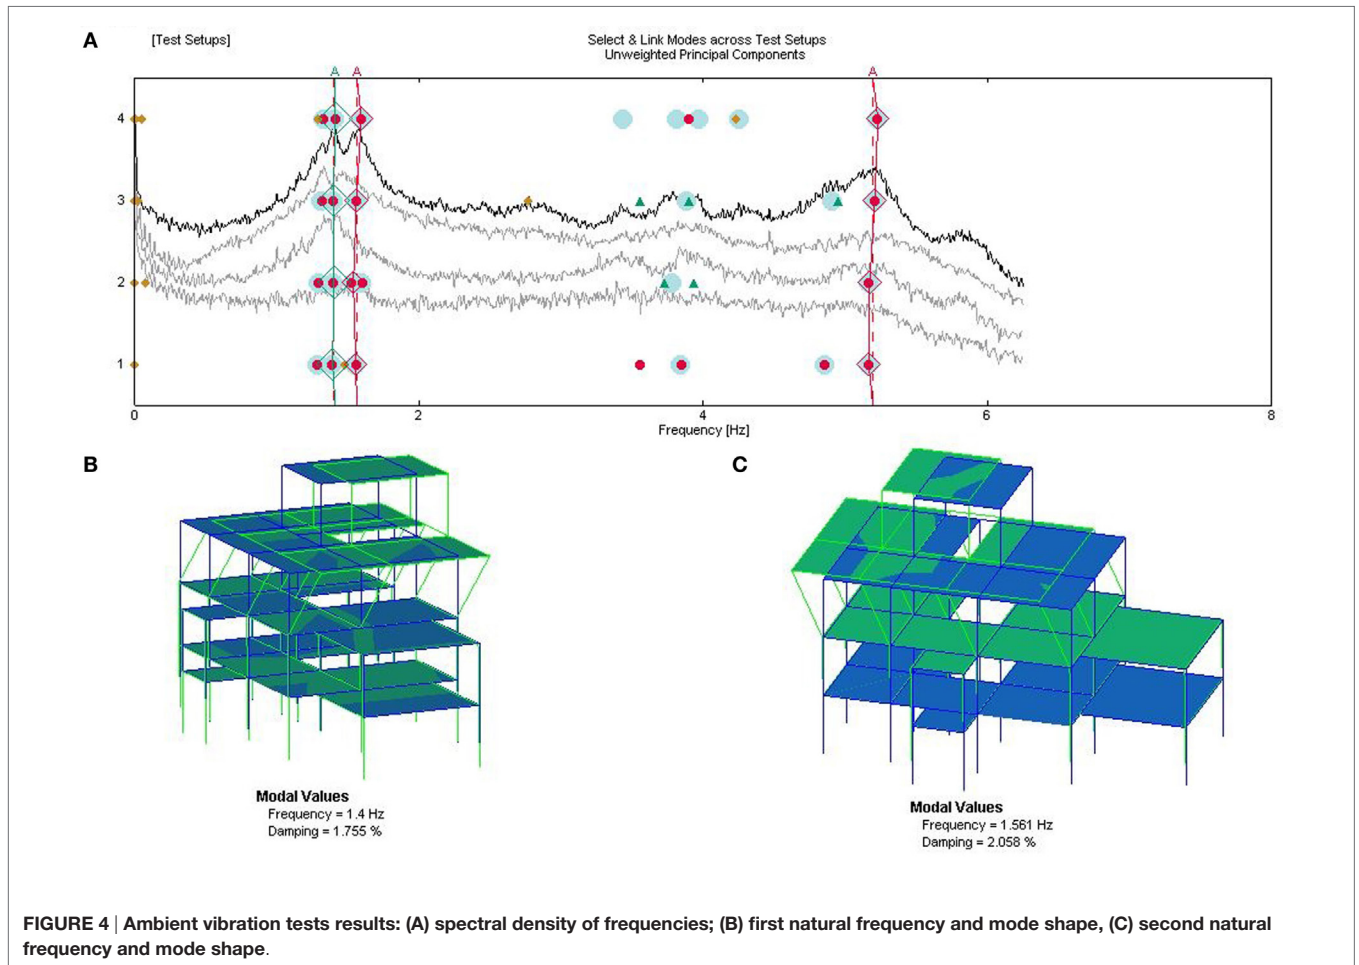 A
[Test Setups]
Select & Link Modes across Test Setups
Unweighted Principal Components
A A A
4
3
2
1
0 2 4 6 8
Frequency [Hz]
B
C
Modal Values
Frequency = 1.4 Hz
Damping = 1.755 %
Modal Values
Frequency = 1.561 Hz
Damping = 2.058 %
FIGURE 4 | Ambient vibration tests results: (A) spectral density of frequencies; (B) first natural frequency and mode shape, (C) second natural
frequency and mode shape.